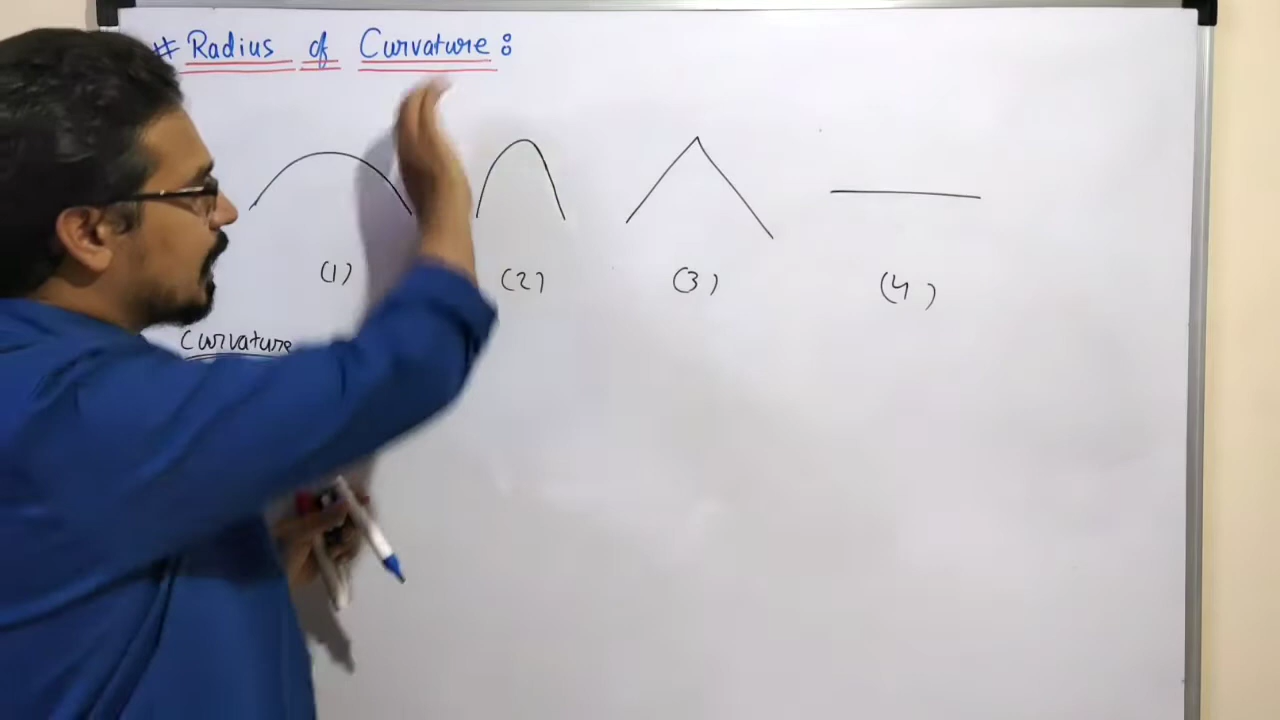 # Radius of Curvature :
(1) (2) (3) (4)
Curvature